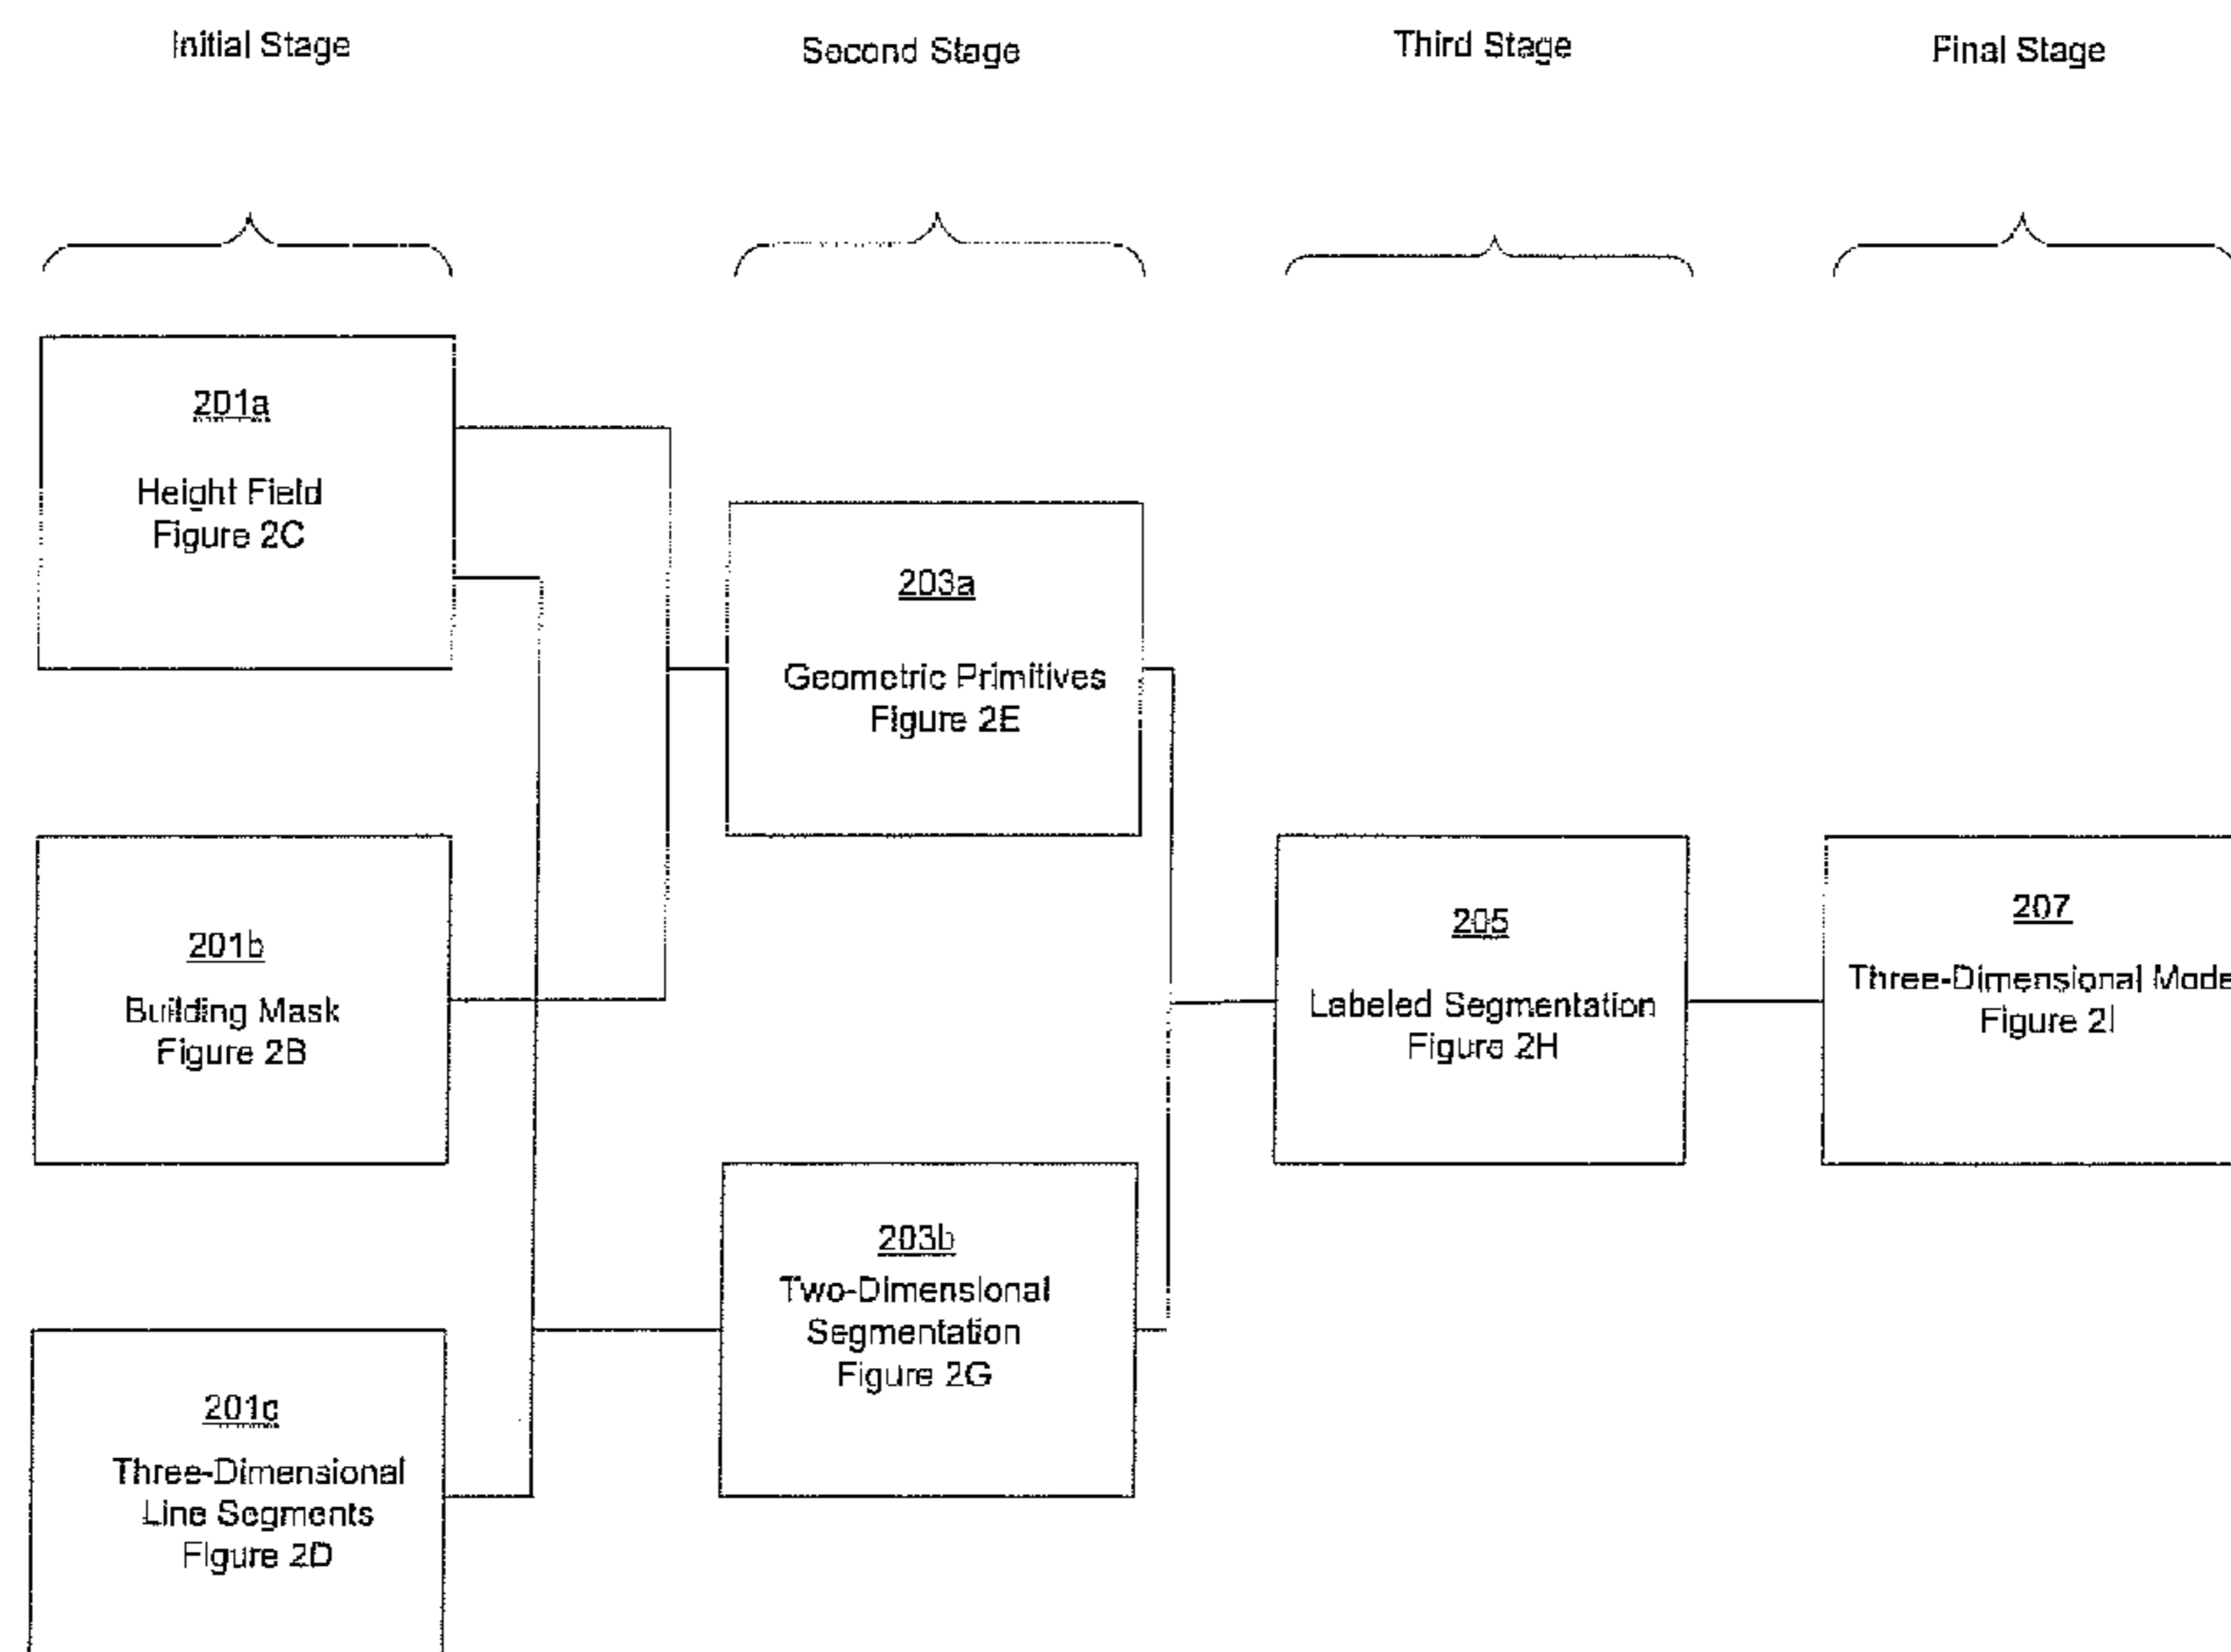 Initial Stage
Second Stage
Third Stage
Final Stage
201a
Height Field
Figure 2C
201b
Building Mask
Figure 2B
201c
Three-Dimensional
Line Segments
Figure 2D
203a
Geometric Primitives
Figure 2E
203b
Two-Dimensional
Segmentation
Figure 2G
205
Labeled Segmentation
Figure 2H
207
Three-Dimensional Mode
Figure 2I